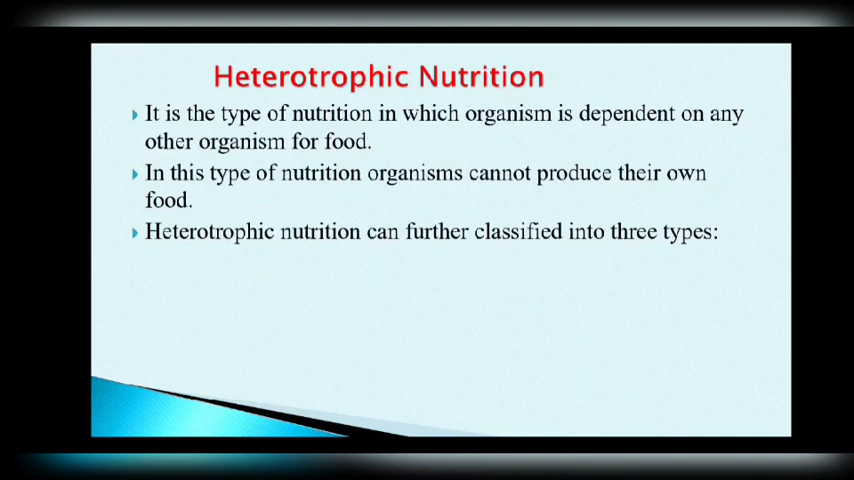 Heterotrophic Nutrition
It is the type of nutrition in which organism is dependent on any
other organism for food.
In this type of nutrition organisms cannot produce their own
food.
Heterotrophic nutrition can further classified into three types: